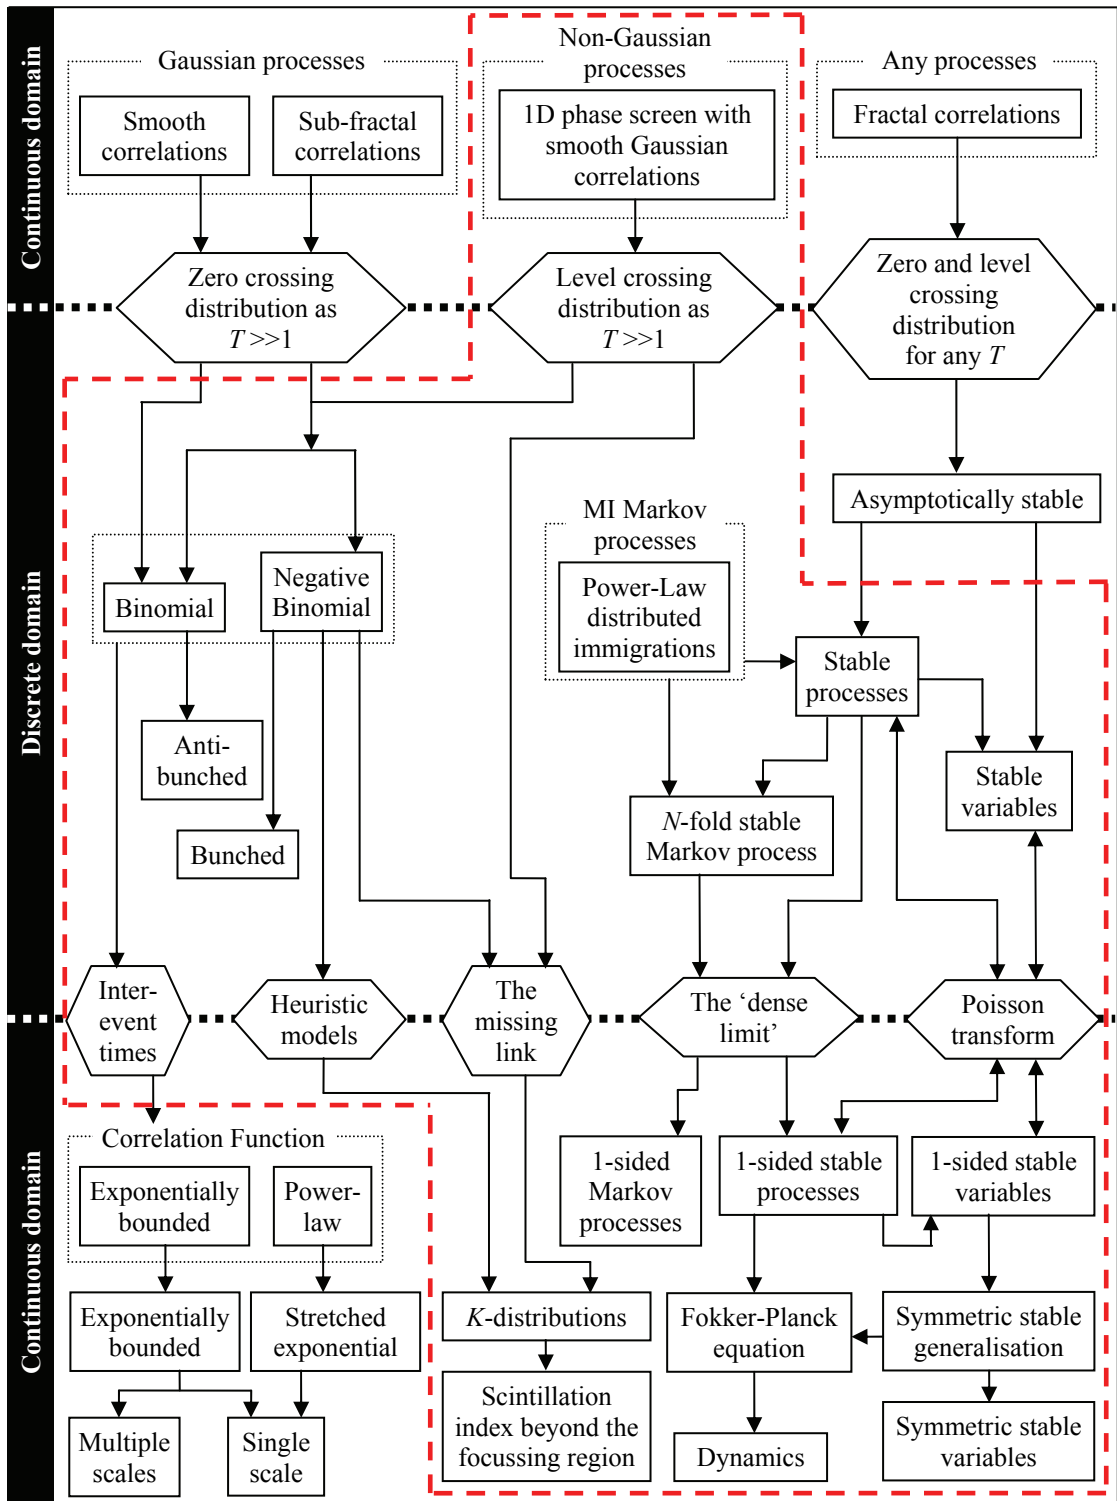 Continuous domain
Gaussian processes
Smooth
correlations
Sub-fractal
correlations
Non-Gaussian
processes
1D phase screen with
smooth Gaussian
correlations
Any processes
Fractal correlations
Zero crossing
distribution as
T >>1
Level crossing
distribution as
T >>1
Zero and level
crossing
distribution
for any T
Discrete domain
Asymptotically stable
MI Markov
processes
Power-Law
distributed
immigrations
Binomial
Negative
Binomial
Stable
processes
Anti-
bunched
Bunched
Stable
variables
N-fold stable
Markov process
Inter-
event
times
Heuristic
models
The
missing
link
The ‘dense
limit’
Poisson
transform
Continuous domain
Correlation Function
Exponentially
bounded
Power-
law
1-sided
Markov
processes
1-sided stable
processes
1-sided stable
variables
Exponentially
bounded
Stretched
exponential
K-distributions
Fokker-Planck
equation
Symmetric stable
generalisation
Multiple
scales
Single
scale
Scintillation
index beyond the
focussing region
Dynamics
Symmetric stable
variables